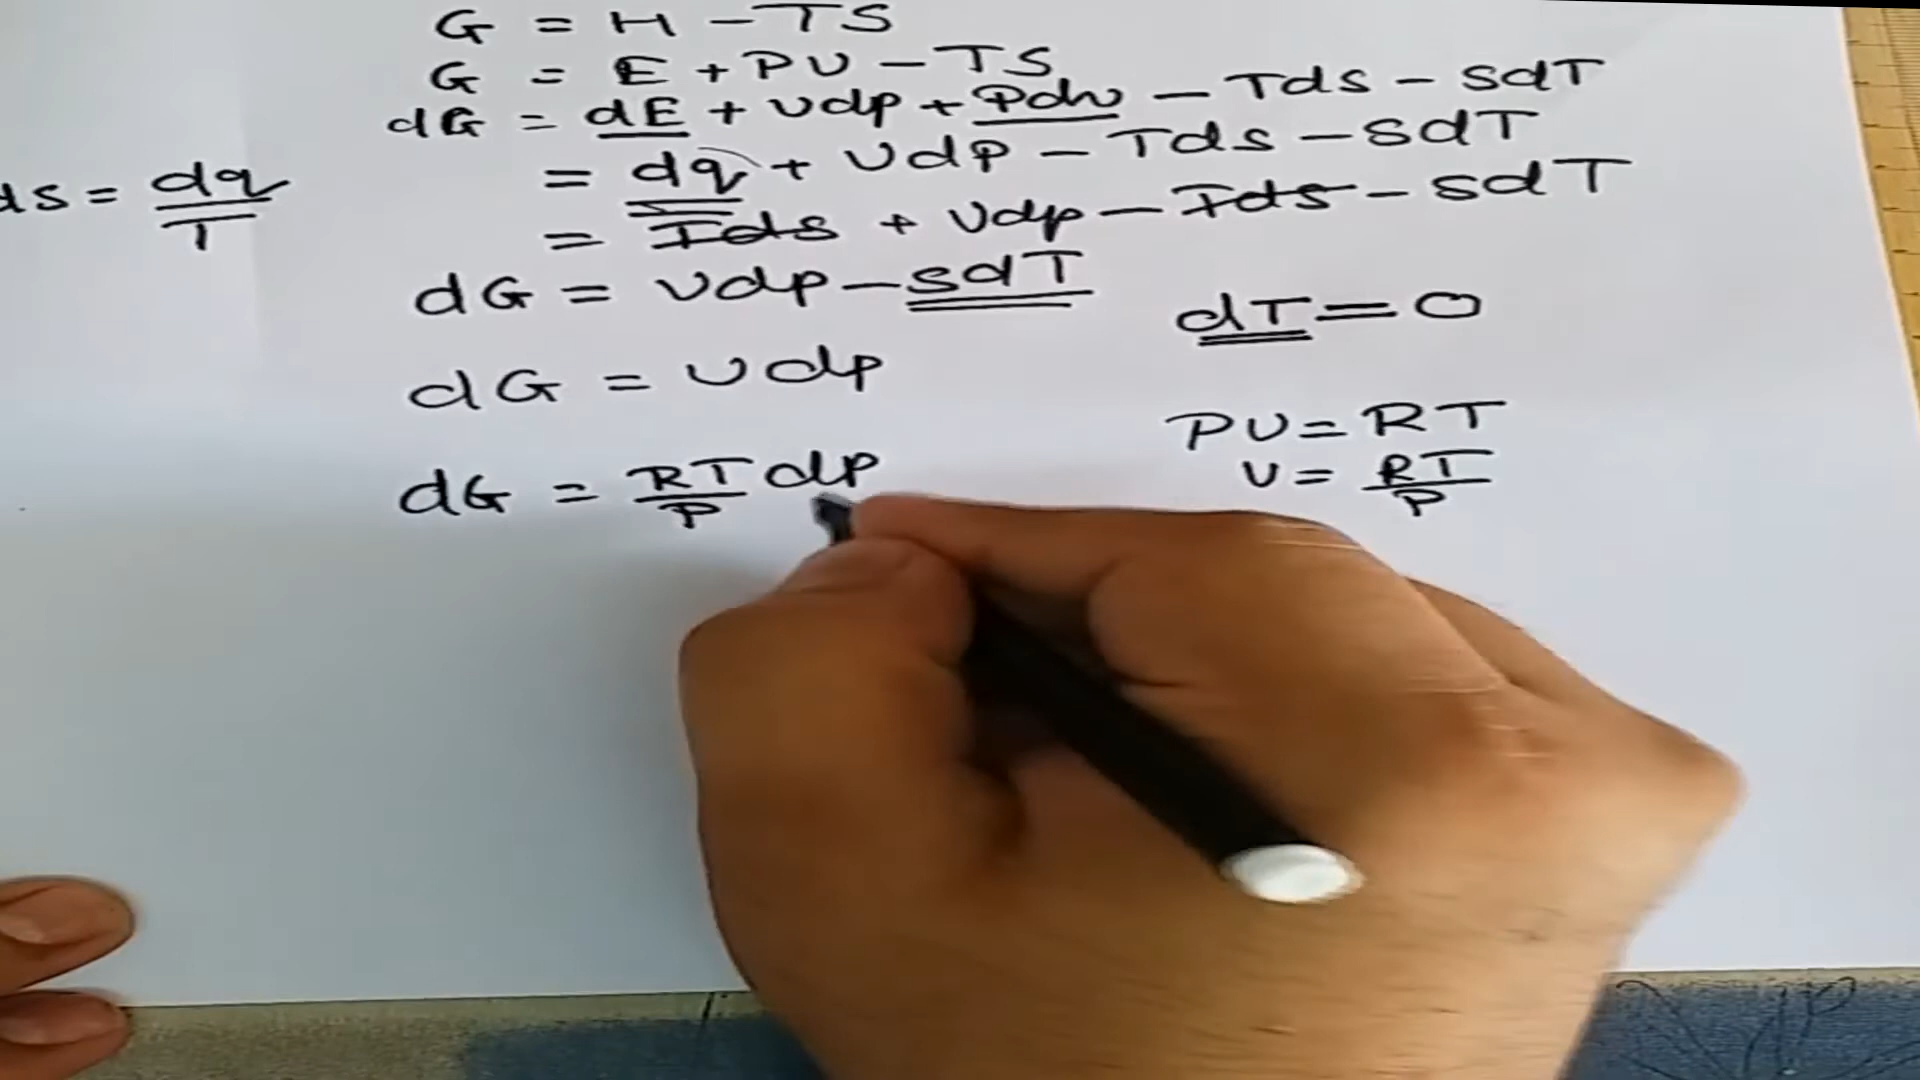 G = H - TS
G = E + PV - TS
dG = dE + Vdp + Pdv - Tds - SdT
= dq + Vdp - Tds - SdT
ds = dq/T
= Tds + Vdp - Tds - SdT
dG = Vdp - SdT
dT = 0
dG = Vdp
PV = RT
V = RT/P
dG = RT/P dp